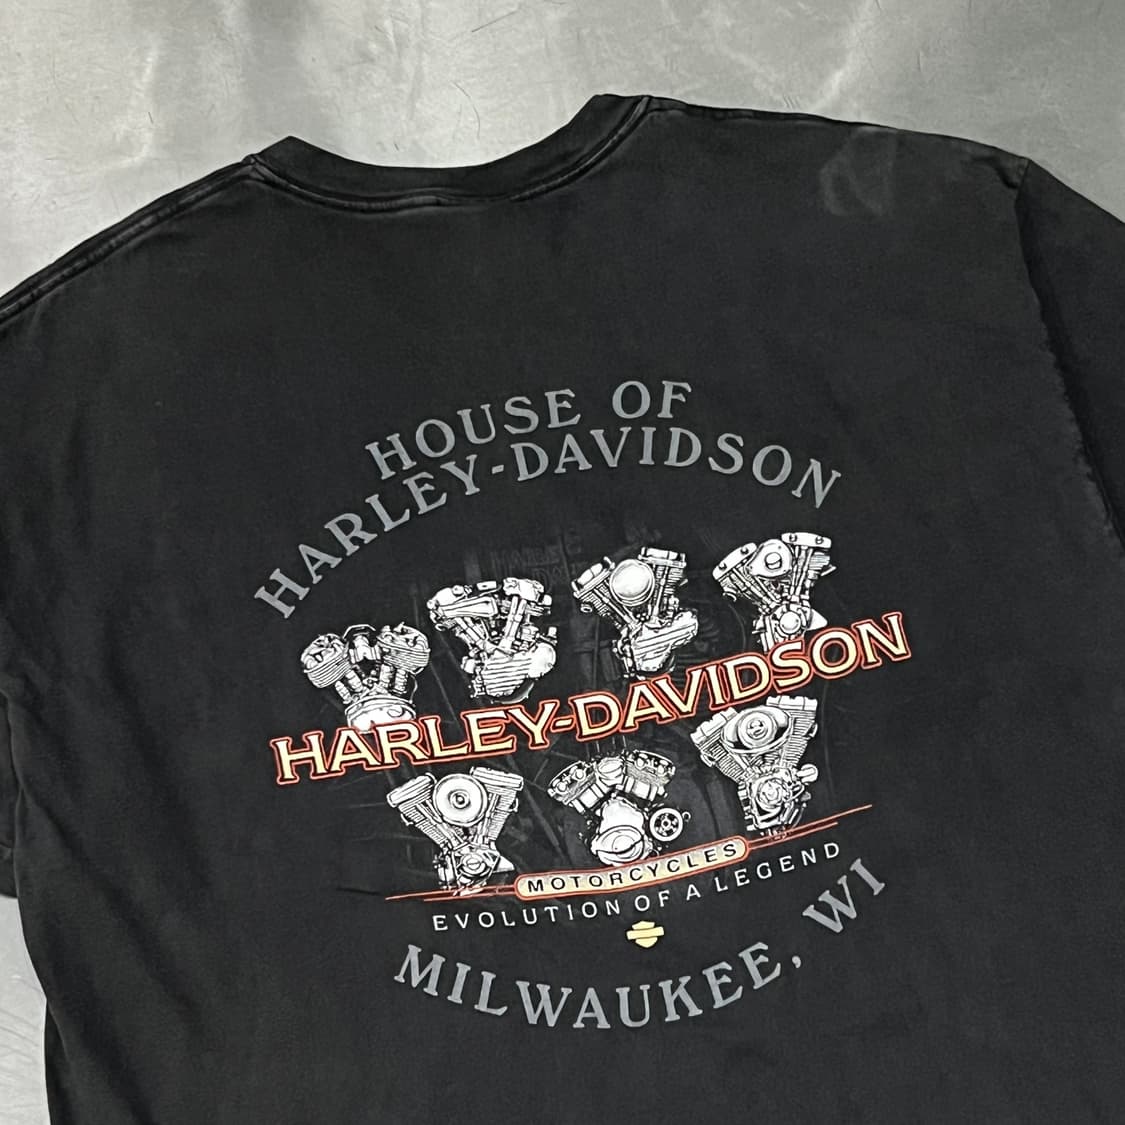 HOUSE OF
HARLEY-DAVIDSON
HARLEY-DAVIDSON
MOTORCYCLES
EVOLUTION OF A LEGEND
MILWAUKEE, WI